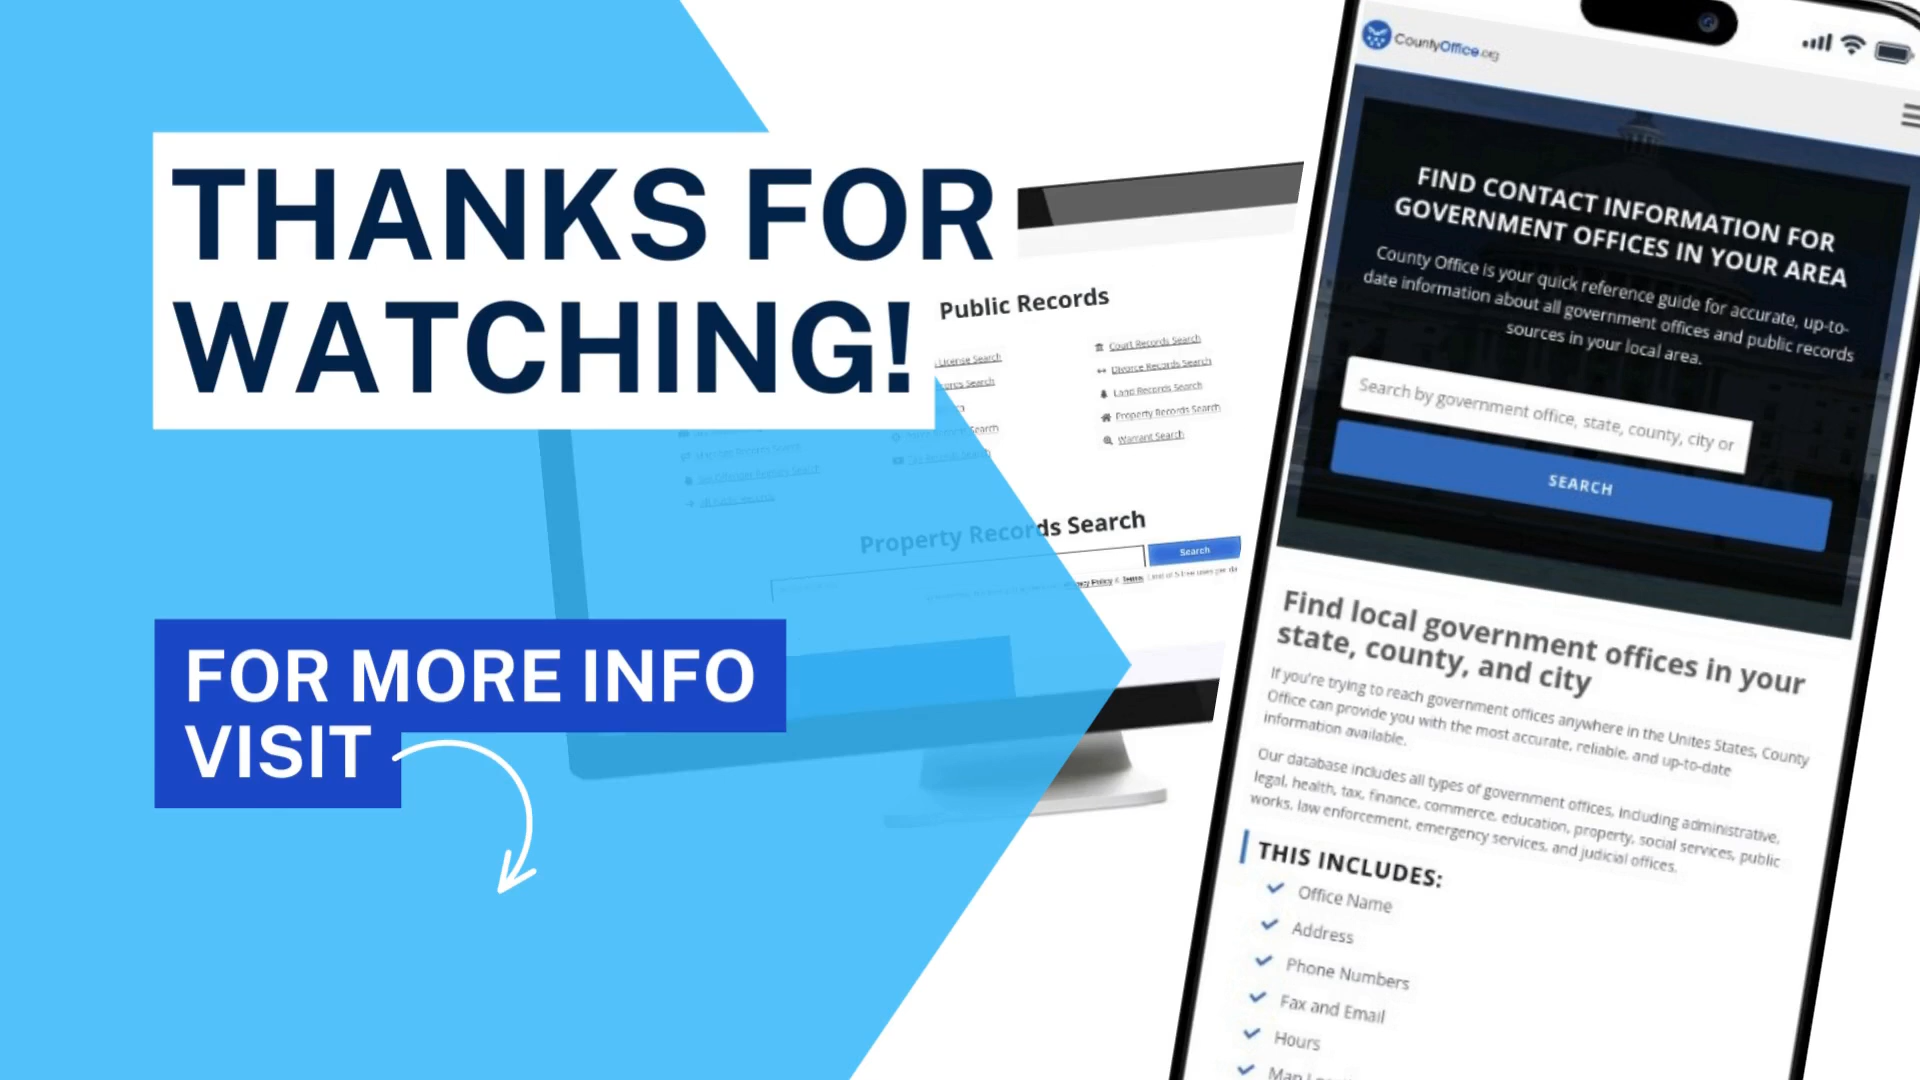 THANKS FOR
WATCHING!
FOR MORE INFO
VISIT
Public Records
License Search
Search
Search
Court Records Search
Divorce Records Search
Land Records Search
Property Records Search
Warrant Search
Property Records Search
Search
Privacy Policy & Terms
CountyOffice.org
FIND CONTACT INFORMATION FOR
GOVERNMENT OFFICES IN YOUR AREA
County Office is your quick reference guide for accurate, up-to-
date information about all government offices and public records
sources in your local area.
Search by government office, state, county, city or
SEARCH
Find local government offices in your
state, county, and city
If you're trying to reach government offices anywhere in the Unites States, County
Office can provide you with the most accurate, reliable, and up-to-date
information available.
Our database includes all types of government offices, including administrative,
legal, health, tax, finance, commerce, education, property, social services, public
works, law enforcement, emergency services, and judicial offices.
THIS INCLUDES:
Office Name
Address
Phone Numbers
Fax and Email
Hours